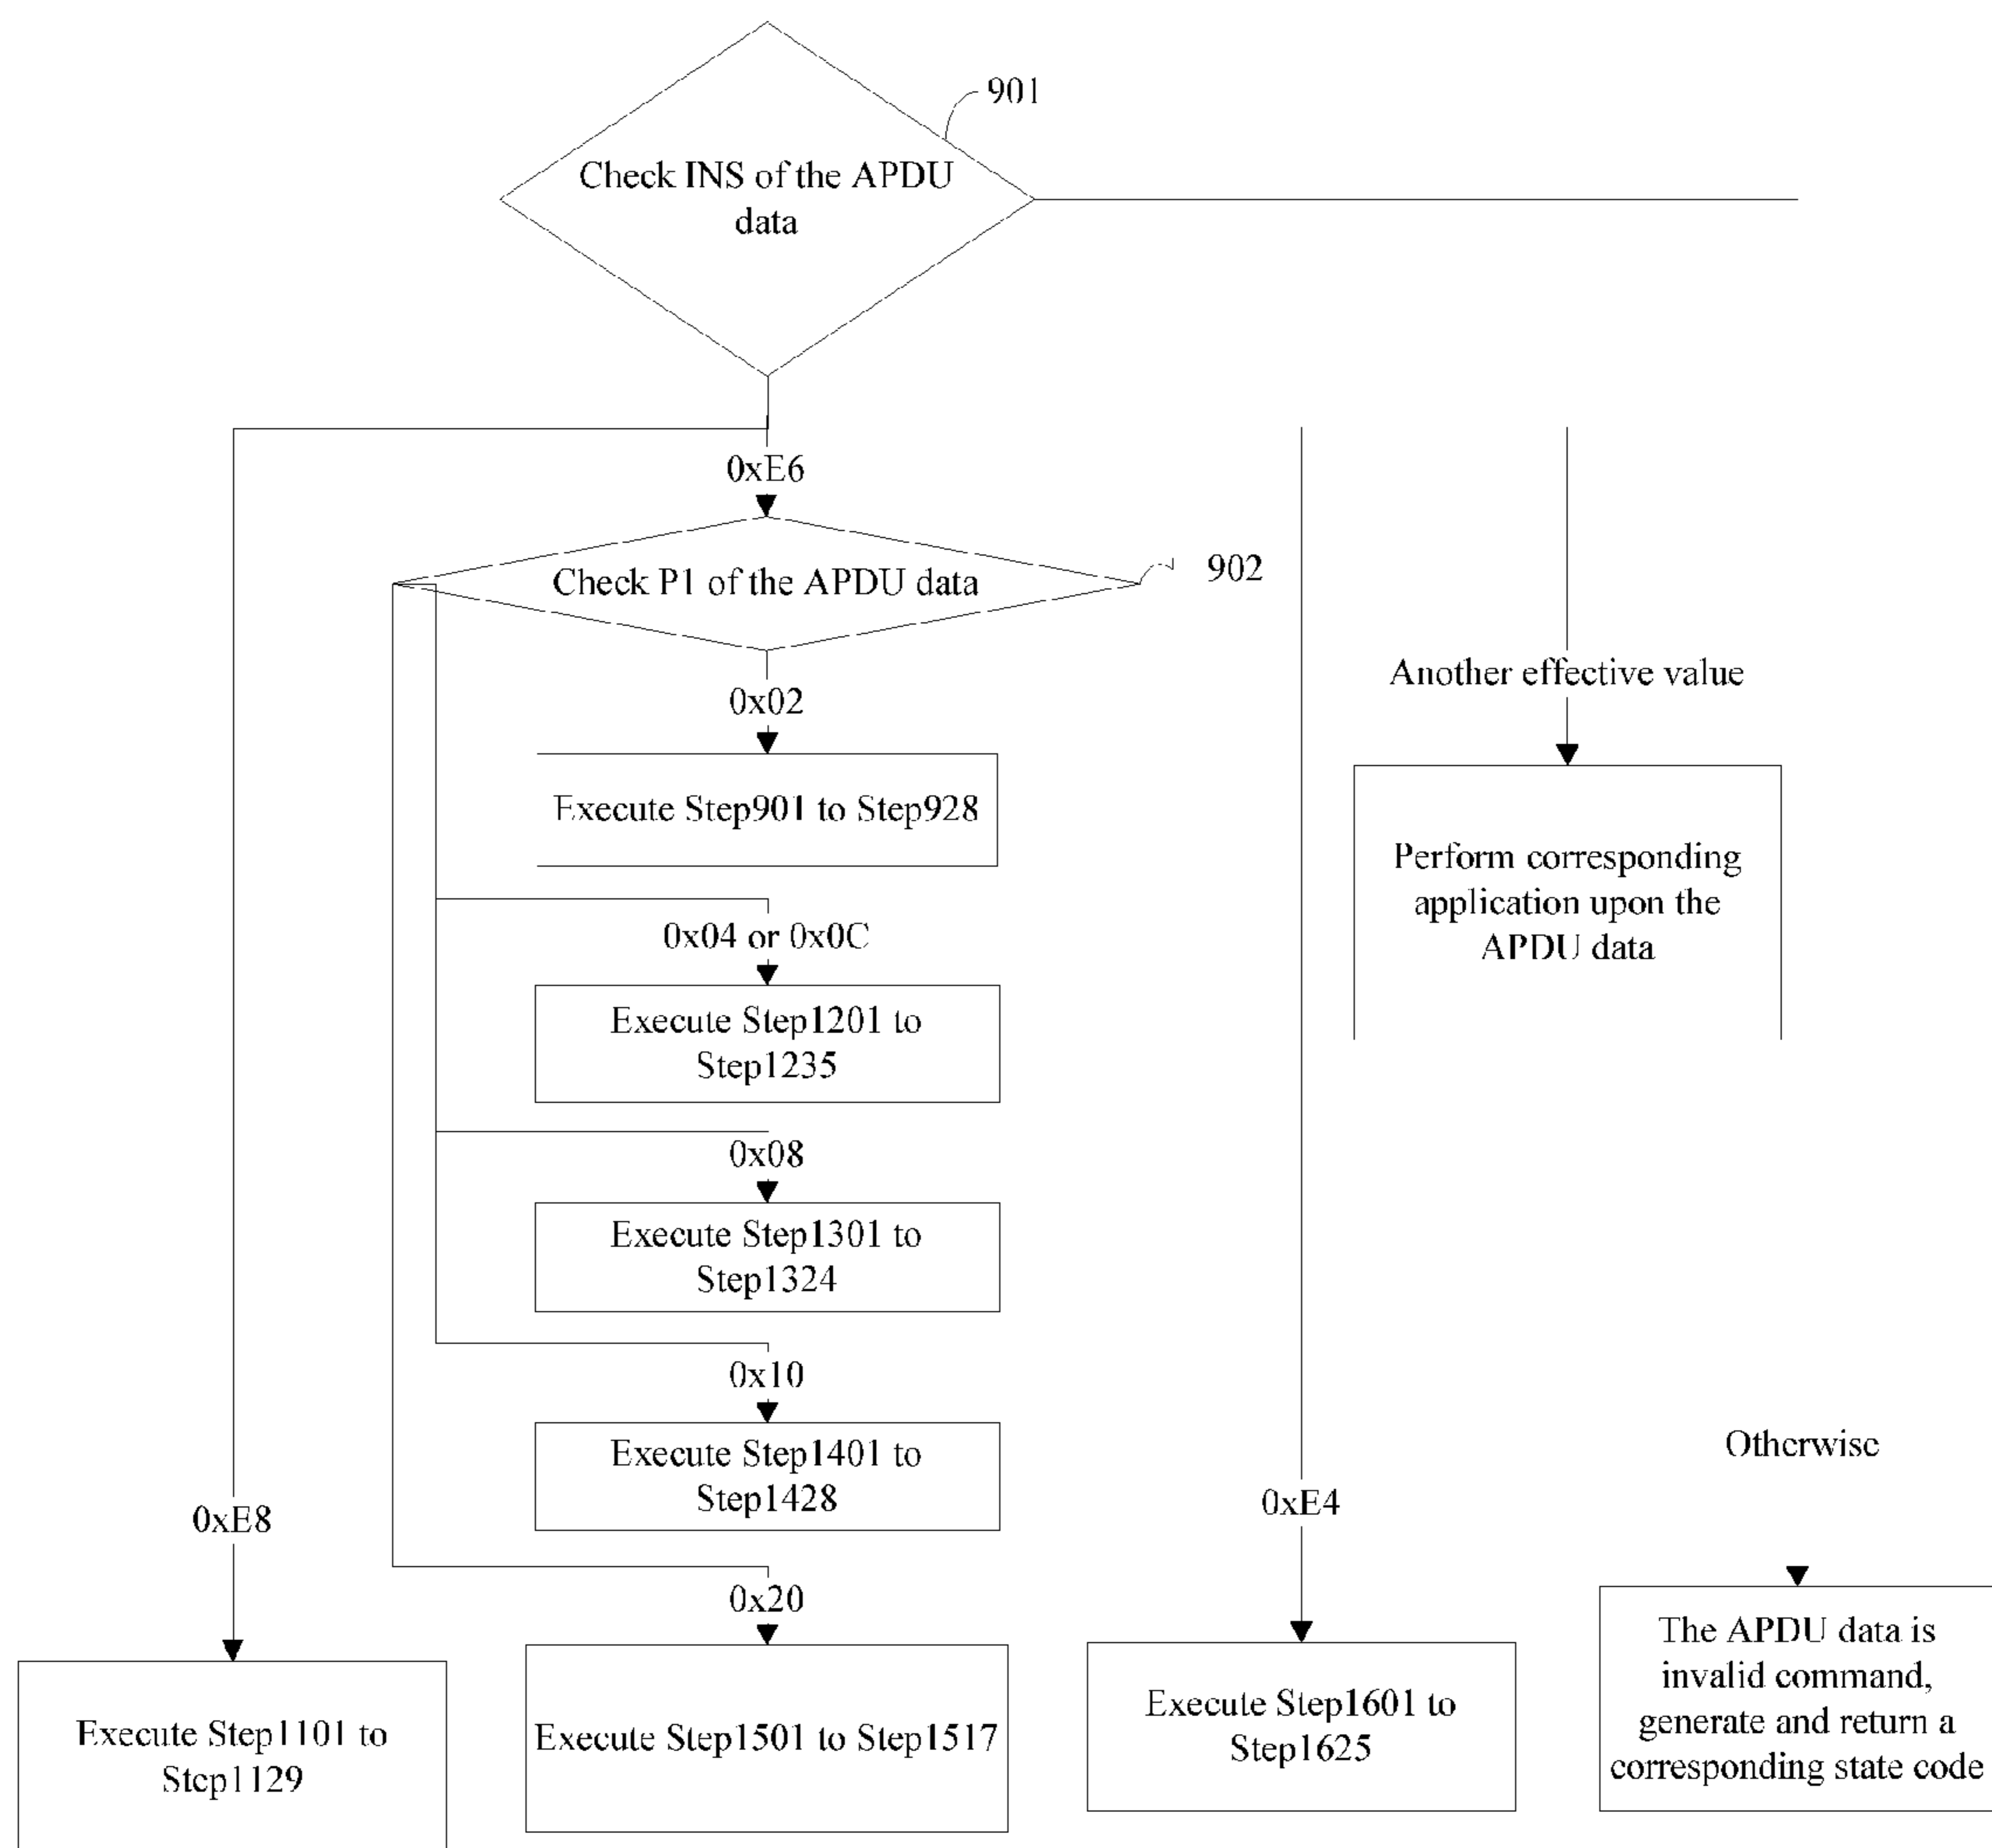 901
Check INS of the APDU
data
0xE6
Check P1 of the APDU data
902
0x02
Another effective value
Execute Step901 to Step928
Perform corresponding
application upon the
APDU data
0x04 or 0x0C
Execute Step1201 to
Step1235
0x08
Execute Step1301 to
Step1324
0x10
Execute Step1401 to
Step1428
Otherwise
0xE8
0xE4
0x20
Execute Step1101 to
Step1129
Execute Step1501 to Step1517
Execute Step1601 to
Step1625
The APDU data is
invalid command,
generate and return a
corresponding state code